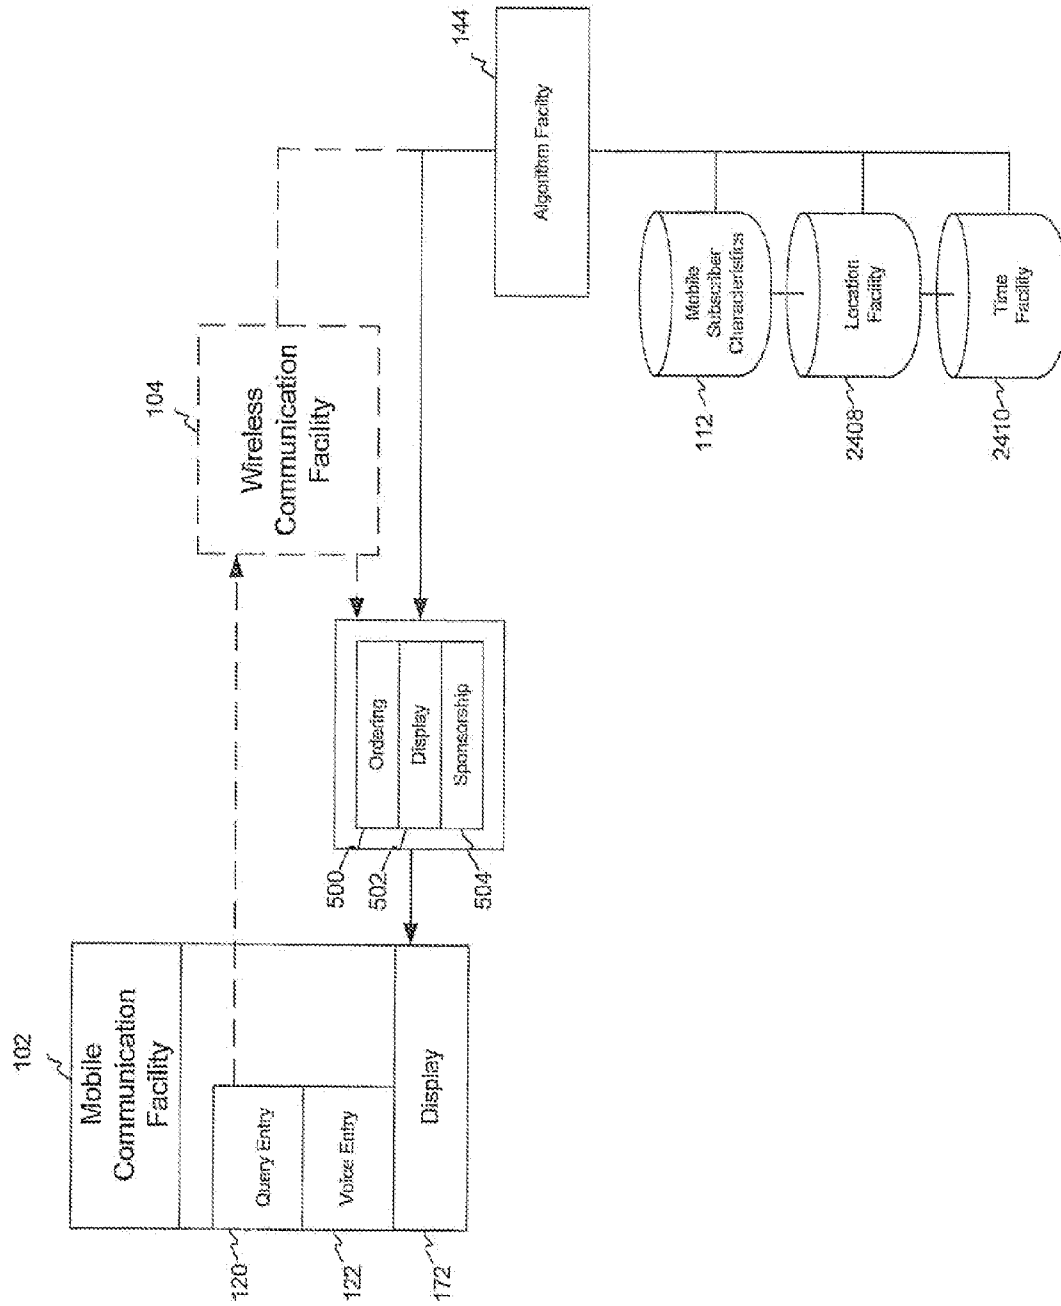 102
Mobile
Communication
Facility
Query Entry
Voice Entry
Display
120
122
172
104
Wireless
Communication
Facility
Ordering
Display
Sponsorship
500
502
504
144
Algorithm Facility
Mobile
Subscriber
Characteristics
Location
Facility
Time
Facility
112
2408
2410